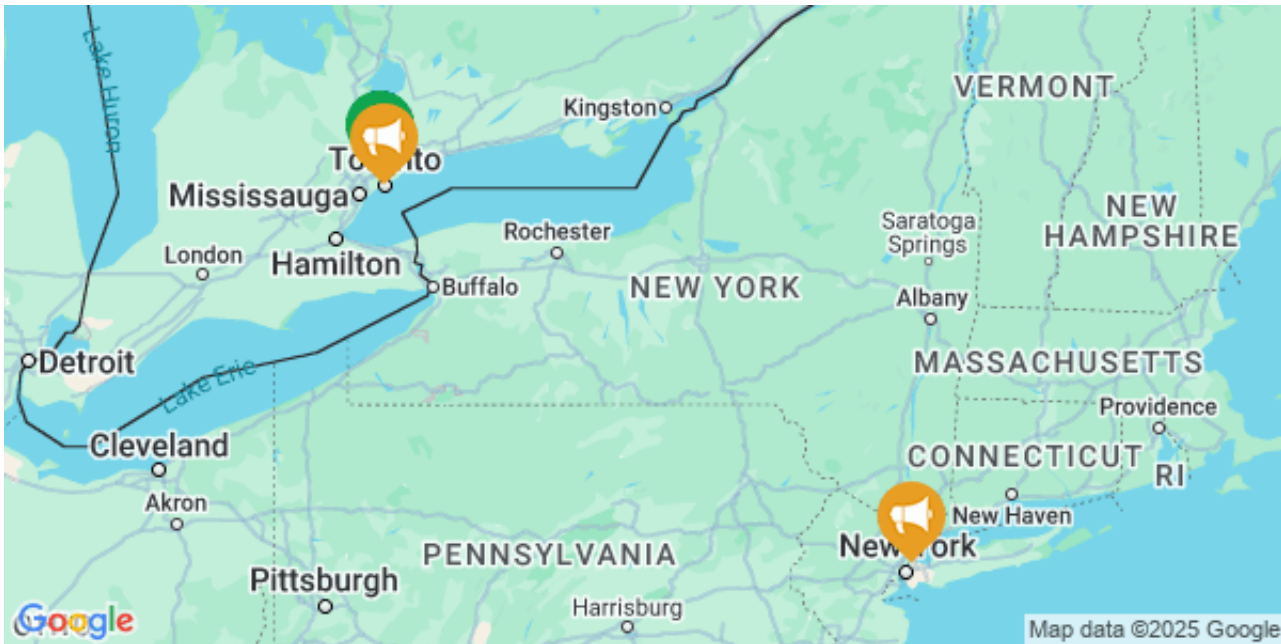 Lake Huron
Kingston
VERMONT
Toronto
Mississauga
NEW
HAMPSHIRE
Saratoga
Springs
Rochester
London
Hamilton
Buffalo
NEW YORK
Albany
Detroit
MASSACHUSETTS
Lake Erie
Providence
Cleveland
CONNECTICUT
RI
Akron
New Haven
New York
PENNSYLVANIA
Pittsburgh
Harrisburg
Google
Map data ©2025 Google